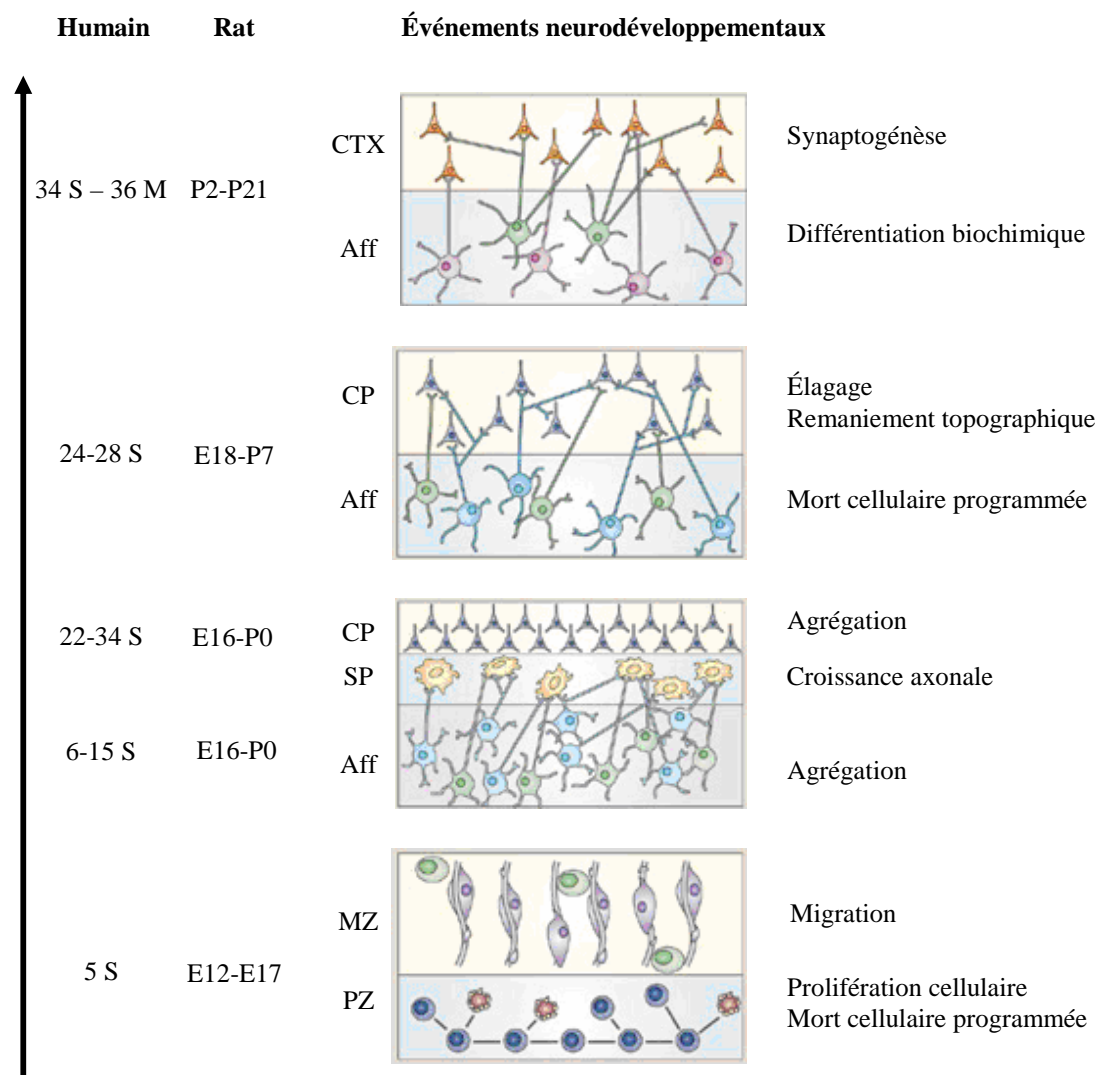 Humain Rat Événements neurodéveloppementaux
CTX Synaptogénèse
34 S – 36 M P2-P21
Aff Différentiation biochimique
CP Élagage
Remaniement topographique
24-28 S E18-P7
Aff Mort cellulaire programmée
22-34 S E16-P0 CP Agrégation
SP Croissance axonale
6-15 S E16-P0 Aff Agrégation
MZ Migration
5 S E12-E17
PZ Prolifération cellulaire
Mort cellulaire programmée